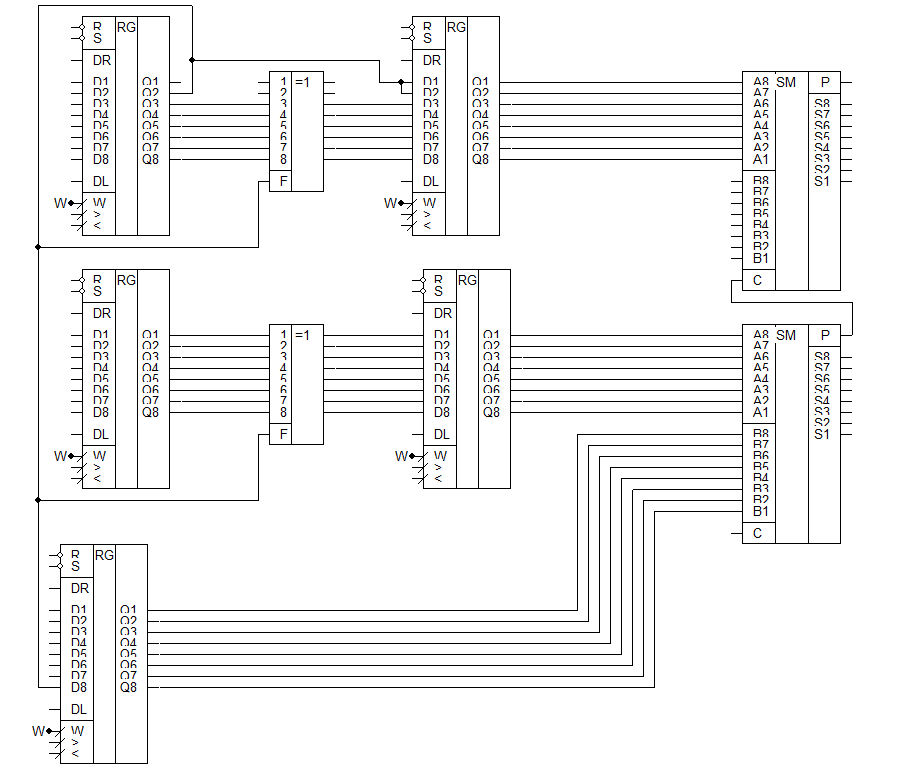 R RG
S
DR
D1 Q1
D2 Q2
D3 Q3
D4 Q4
D5 Q5
D6 Q6
D7 Q7
D8 Q8
DL
W W
>
<
1 =1
2
3
4
5
6
7
8
F
R RG
S
DR
D1 Q1
D2 Q2
D3 Q3
D4 Q4
D5 Q5
D6 Q6
D7 Q7
D8 Q8
DL
W W
>
<
A8 SM P
A7
A6 S8
A5 S7
A4 S6
A3 S5
A2 S4
A1 S3
S2
B8 S1
B7
B6
B5
B4
B3
B2
B1
C
R RG
S
DR
D1 Q1
D2 Q2
D3 Q3
D4 Q4
D5 Q5
D6 Q6
D7 Q7
D8 Q8
DL
W W
>
<
1 =1
2
3
4
5
6
7
8
F
R RG
S
DR
D1 Q1
D2 Q2
D3 Q3
D4 Q4
D5 Q5
D6 Q6
D7 Q7
D8 Q8
DL
W W
>
<
A8 SM P
A7
A6 S8
A5 S7
A4 S6
A3 S5
A2 S4
A1 S3
S2
B8 S1
B7
B6
B5
B4
B3
B2
B1
C
R RG
S
DR
D1 Q1
D2 Q2
D3 Q3
D4 Q4
D5 Q5
D6 Q6
D7 Q7
D8 Q8
DL
W W
>
<